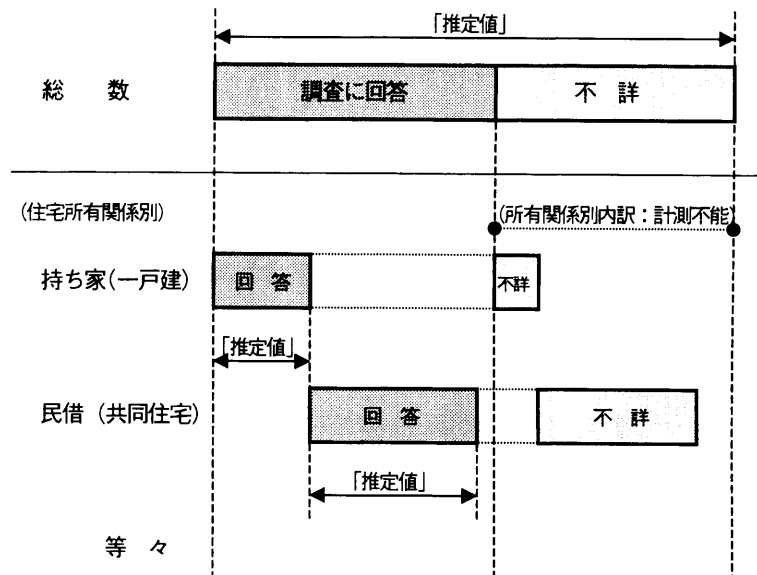 「推定値」
総　数　調査に回答　不　詳
(住宅所有関係別)　(所有関係別内訳：計測不能)
持ち家(一戸建)　回　答　不詳
「推定値」
民借（共同住宅)　回　答　不　詳
「推定値」
等　々